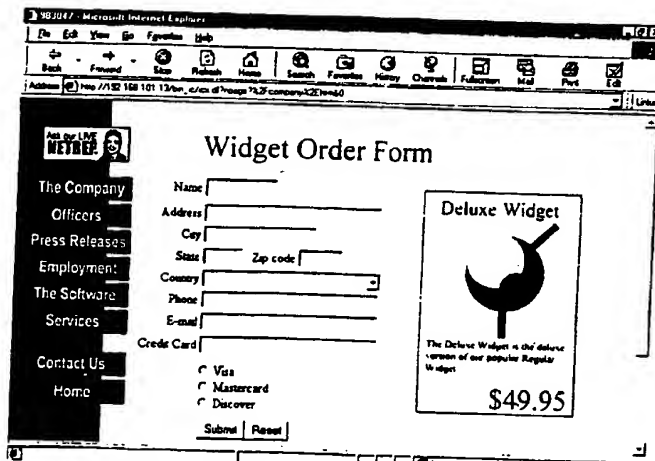 983047 - Microsoft Internet Explorer
File Edit View Go Favorites Help
Back Forward Stop Refresh Home Search Favorites History Channels Fullscreen Mail Print Edit
Address
Links
Ask our LIVE
NETREP
Widget Order Form
The Company
Officers
Press Releases
Employment
The Software
Services
Contact Us
Home
Name
Address
City
State Zip code
Country
Phone
E-mail
Credit Card
Visa
Mastercard
Discover
Submit Reset
Deluxe Widget
The Deluxe Widget is the deluxe
version of our popular Regular
Widget
$49.95